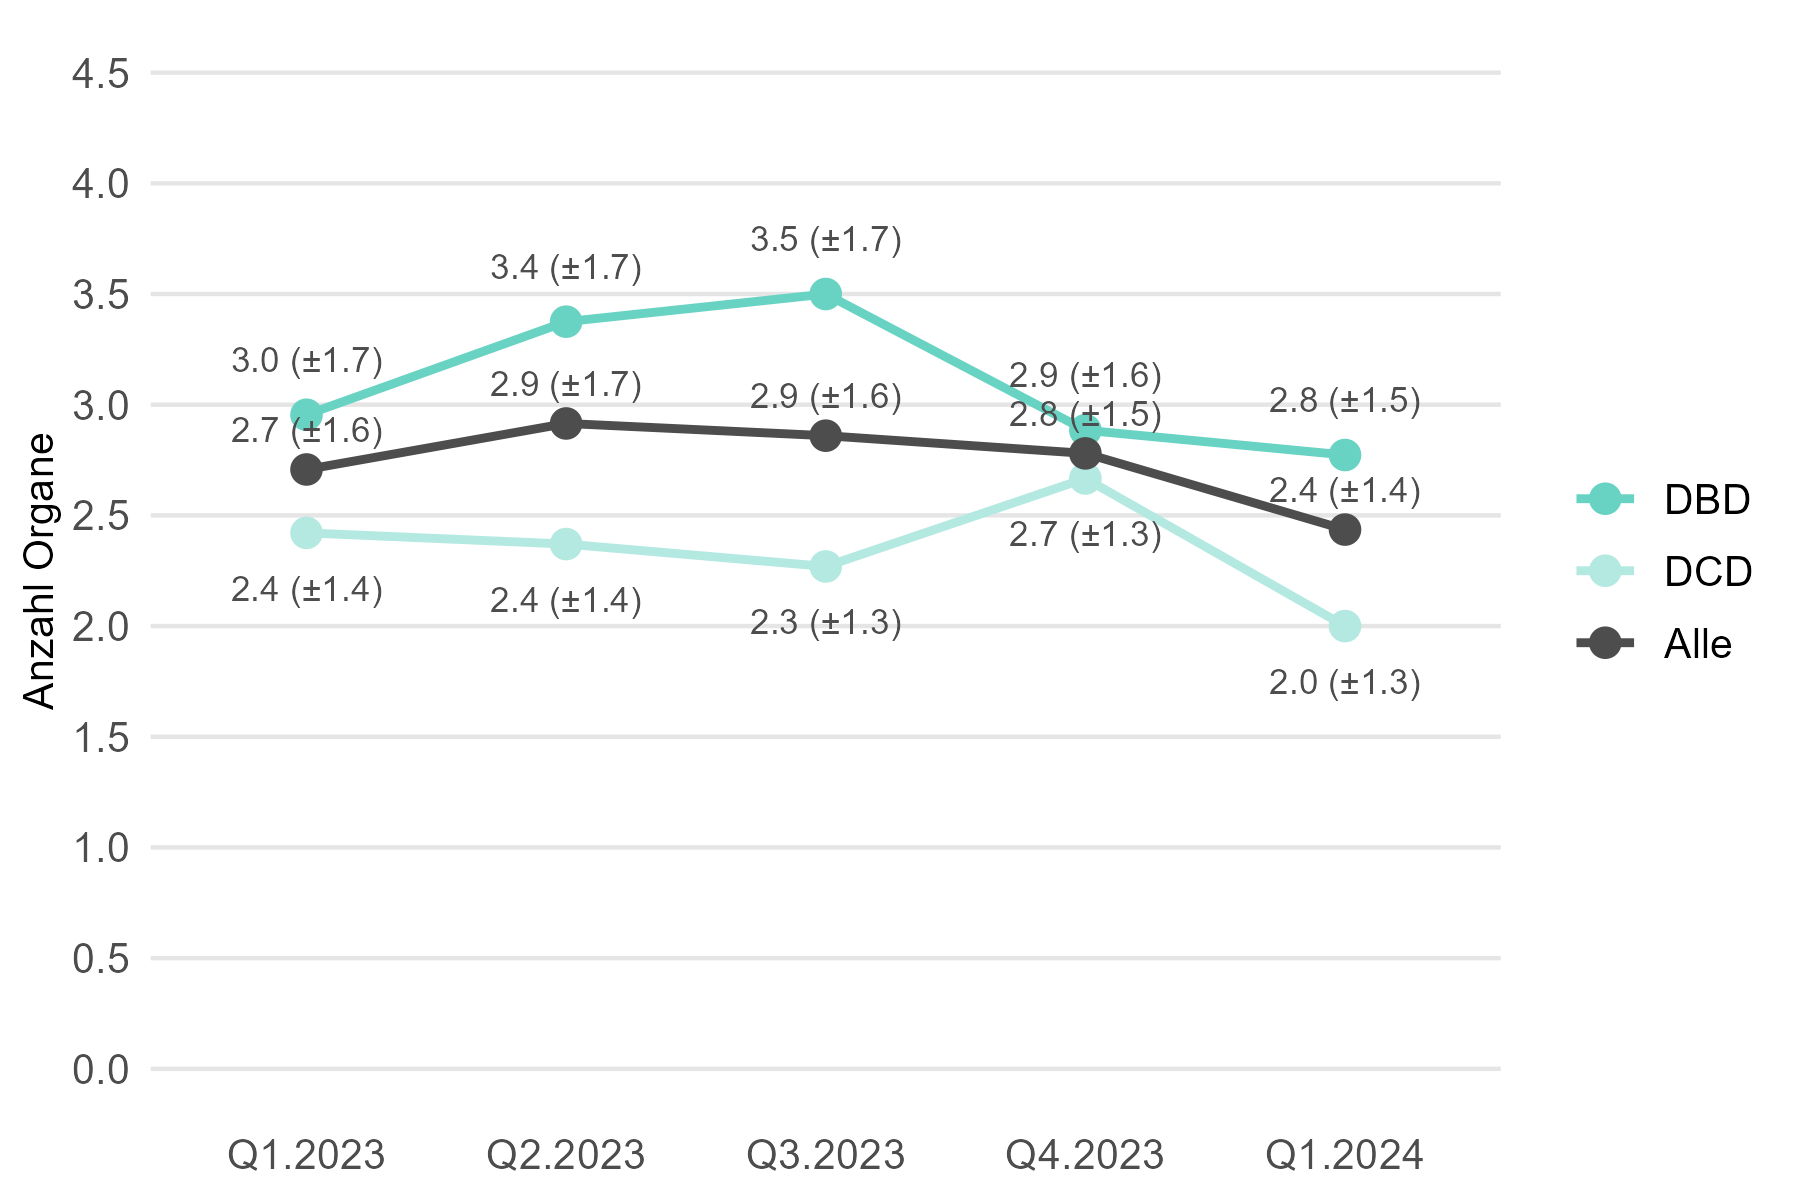 4.5
4.0
3.5
3.0
2.5
2.0
1.5
1.0
0.5
0.0
Anzahl Organe
3.5 (±1.7)
3.4 (±1.7)
3.0 (±1.7)
2.9 (±1.6)
2.8 (±1.5)
2.7 (±1.6)
2.9 (±1.7)
2.9 (±1.6)
2.8 (±1.5)
2.4 (±1.4)
2.4 (±1.4)
2.4 (±1.4)
2.3 (±1.3)
2.7 (±1.3)
2.0 (±1.3)
Q1.2023
Q2.2023
Q3.2023
Q4.2023
Q1.2024
DBD
DCD
Alle